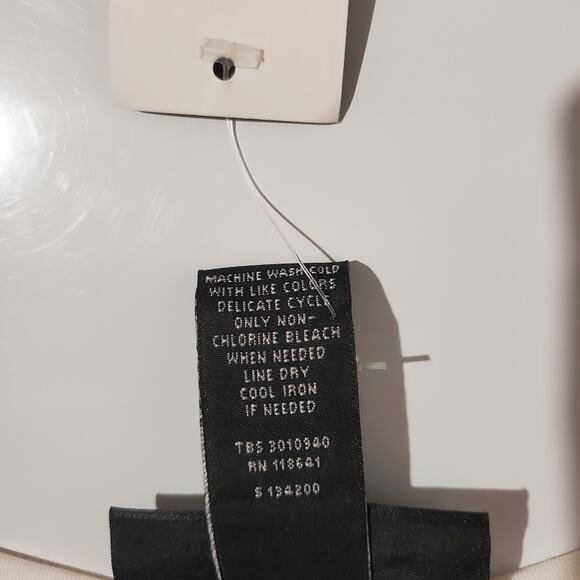 MACHINE WASH COLD
WITH LIKE COLORS
DELICATE CYCLE
ONLY NON-
CHLORINE BLEACH
WHEN NEEDED
LINE DRY
COOL IRON
IF NEEDED
TBS 3010940
RN 118641
S 134200